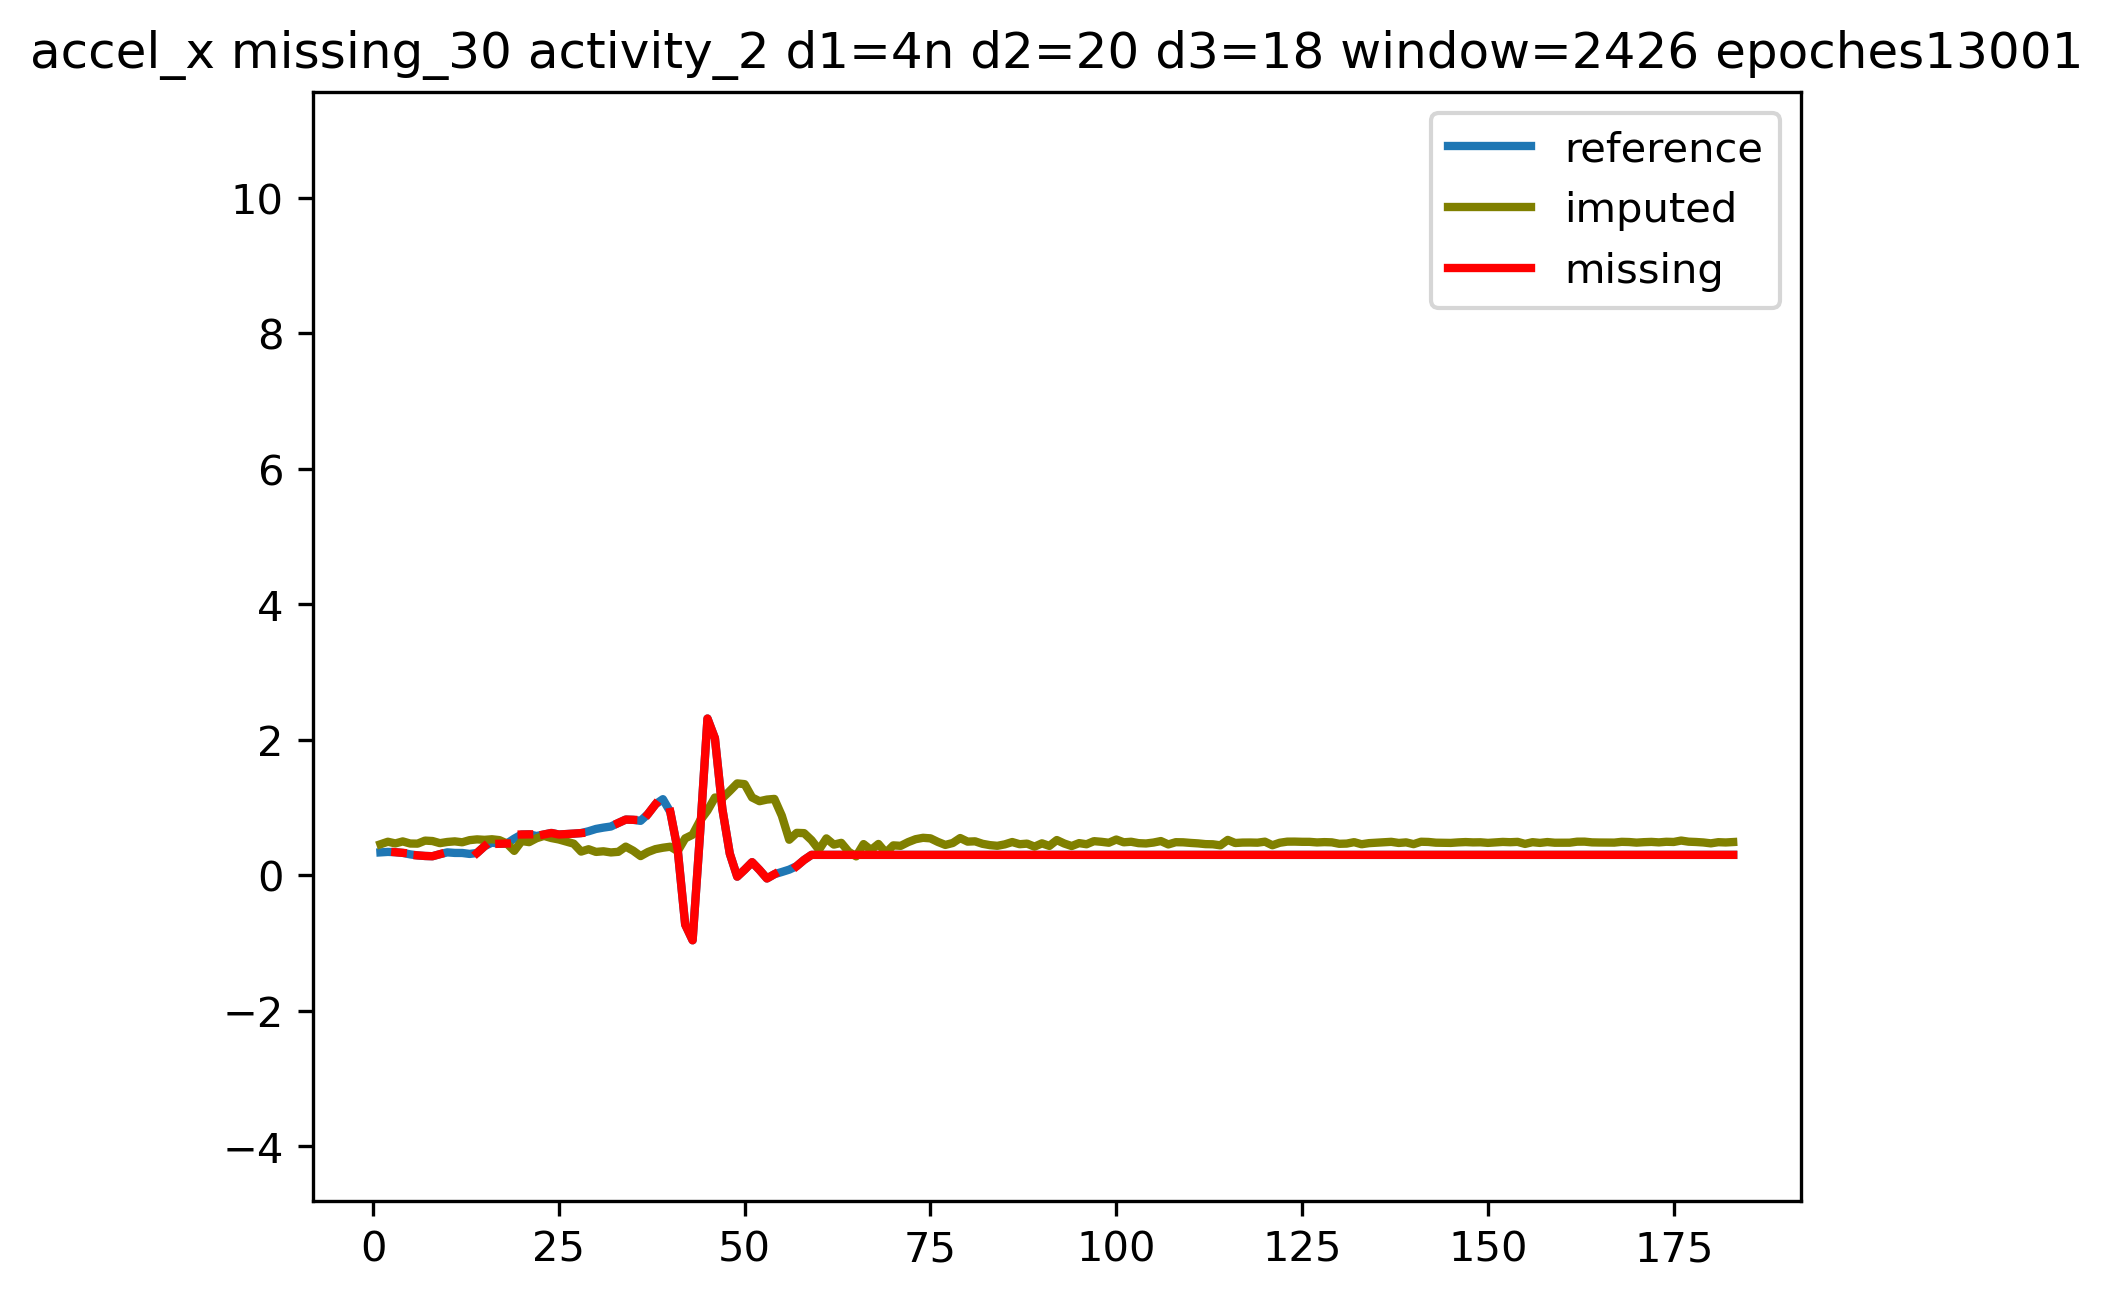 accel_x missing_30 activity_2 d1=4n d2=20 d3=18 window=2426 epoches13001
reference
imputed
missing
10
8
6
4
2
0
−2
−4
0 25 50 75 100 125 150 175